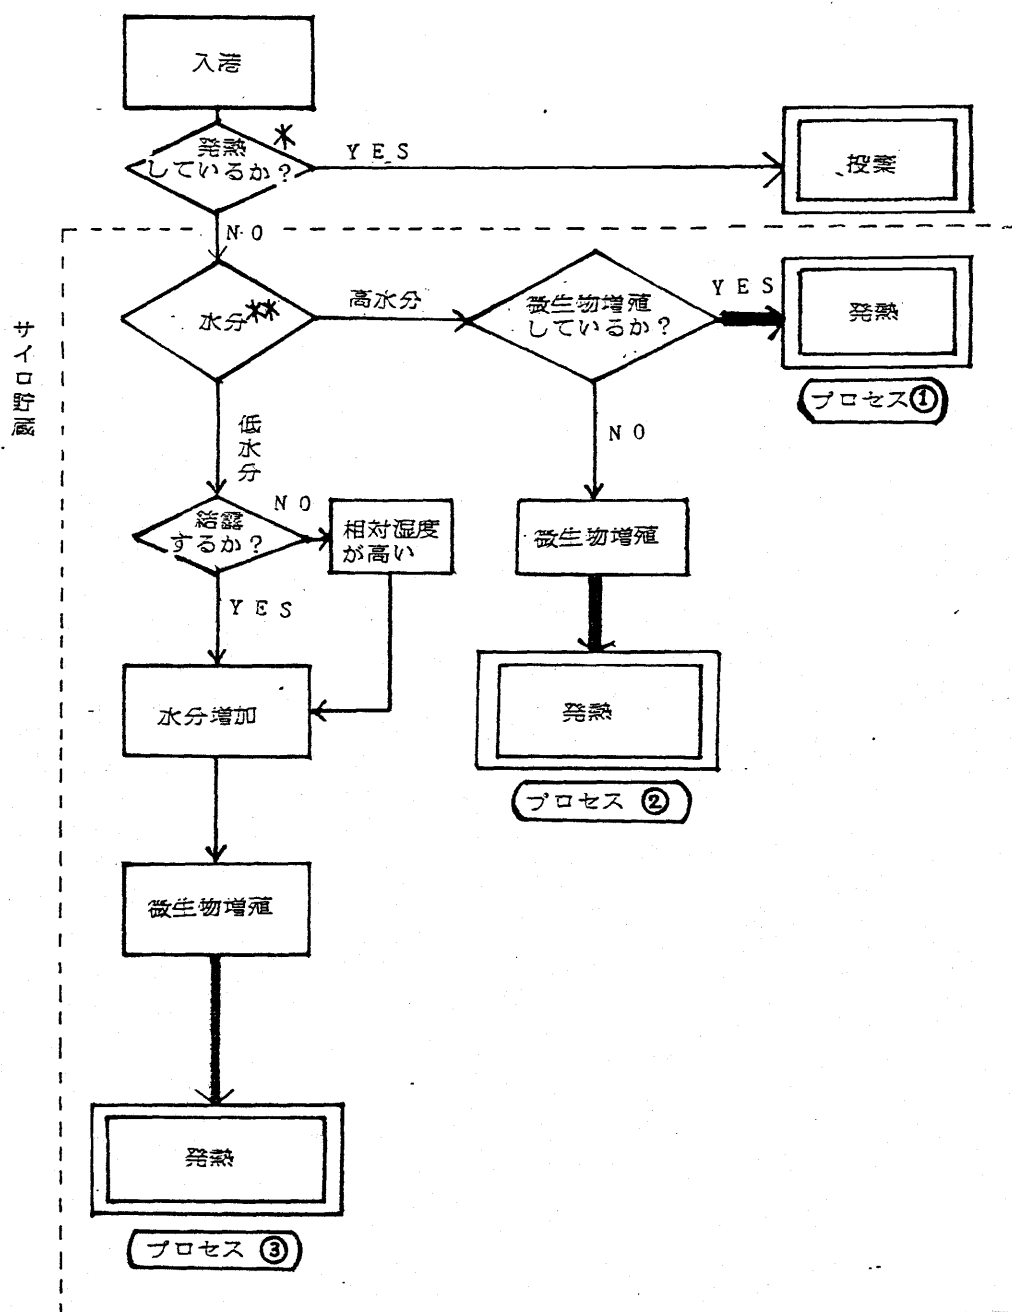 入港
発熱 *
しているか?
YES
投薬
NO
サイロ貯蔵
水分**
高水分
微生物増殖
しているか?
YES
発熱
プロセス①
低水分
NO
結露
するか?
NO
相対湿度
が高い
微生物増殖
YES
水分増加
発熱
プロセス ②
微生物増殖
発熱
プロセス ③